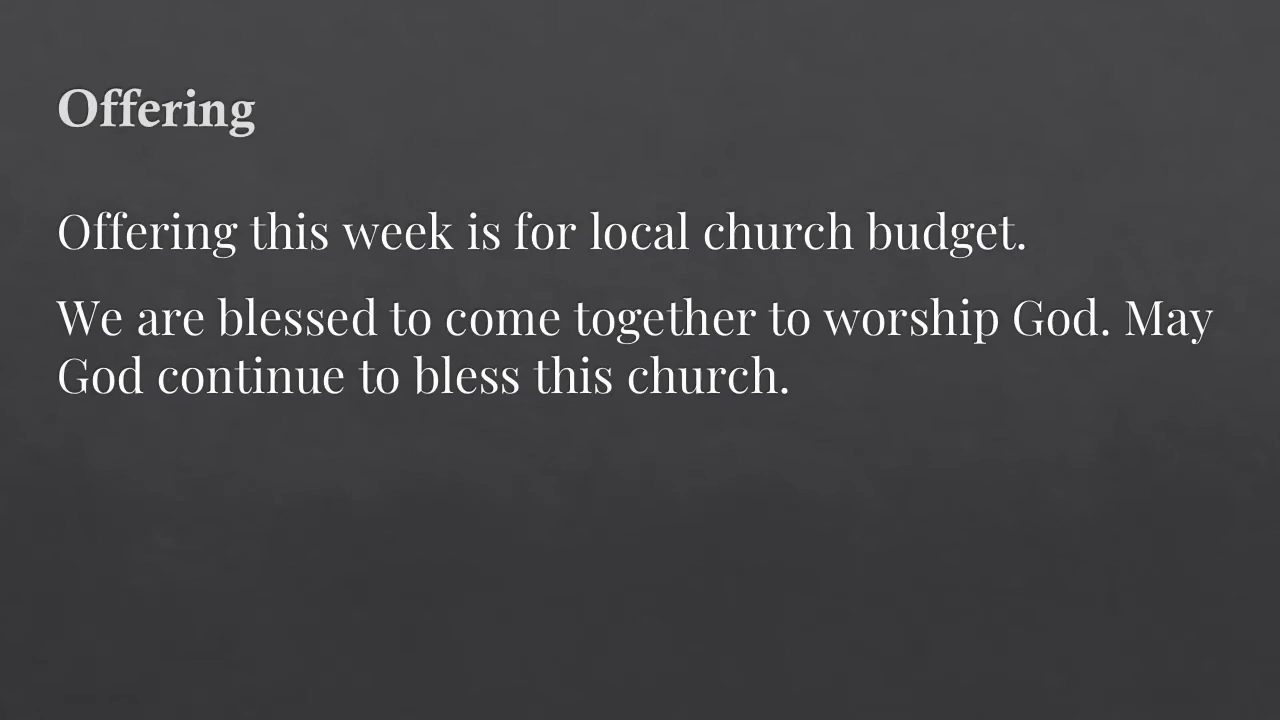 Offering
Offering this week is for local church budget.
We are blessed to come together to worship God. May
God continue to bless this church.